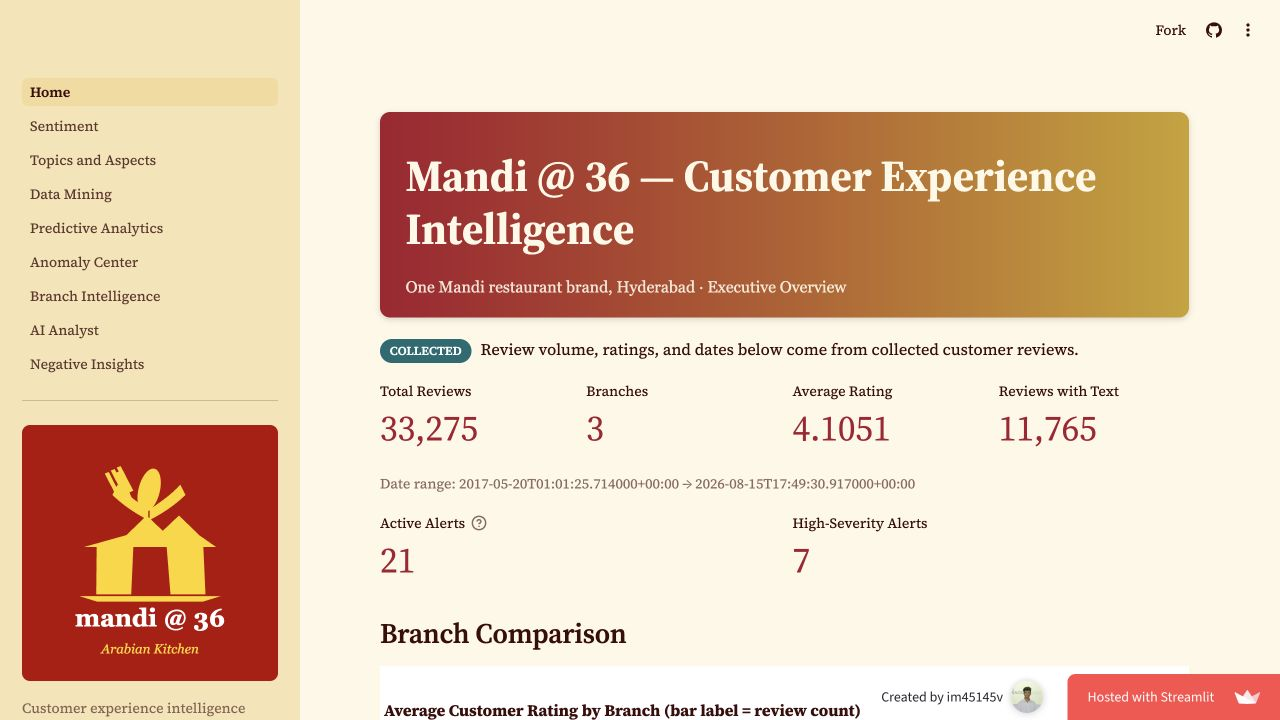 Fork
Home
Sentiment
Topics and Aspects
Data Mining
Predictive Analytics
Anomaly Center
Branch Intelligence
AI Analyst
Negative Insights
mandi @ 36
Arabian Kitchen
Customer experience intelligence
Mandi @ 36 — Customer Experience
Intelligence
One Mandi restaurant brand, Hyderabad · Executive Overview
COLLECTED Review volume, ratings, and dates below come from collected customer reviews.
Total Reviews
33,275
Branches
3
Average Rating
4.1051
Reviews with Text
11,765
Date range: 2017-05-20T01:01:25.714000+00:00 → 2026-08-15T17:49:30.917000+00:00
Active Alerts
21
High-Severity Alerts
7
Branch Comparison
Average Customer Rating by Branch (bar label = review count)
Created by im45145v
Hosted with Streamlit